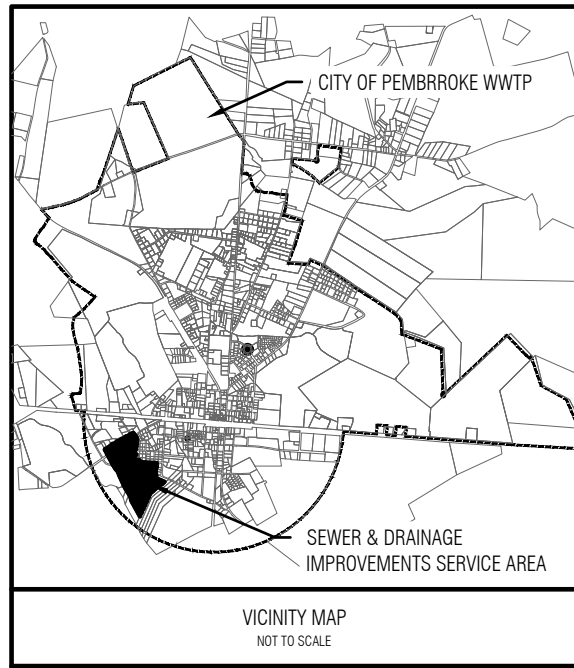 CITY OF PEMBRROKE WWTP
SEWER & DRAINAGE
IMPROVEMENTS SERVICE AREA
VICINITY MAP
NOT TO SCALE